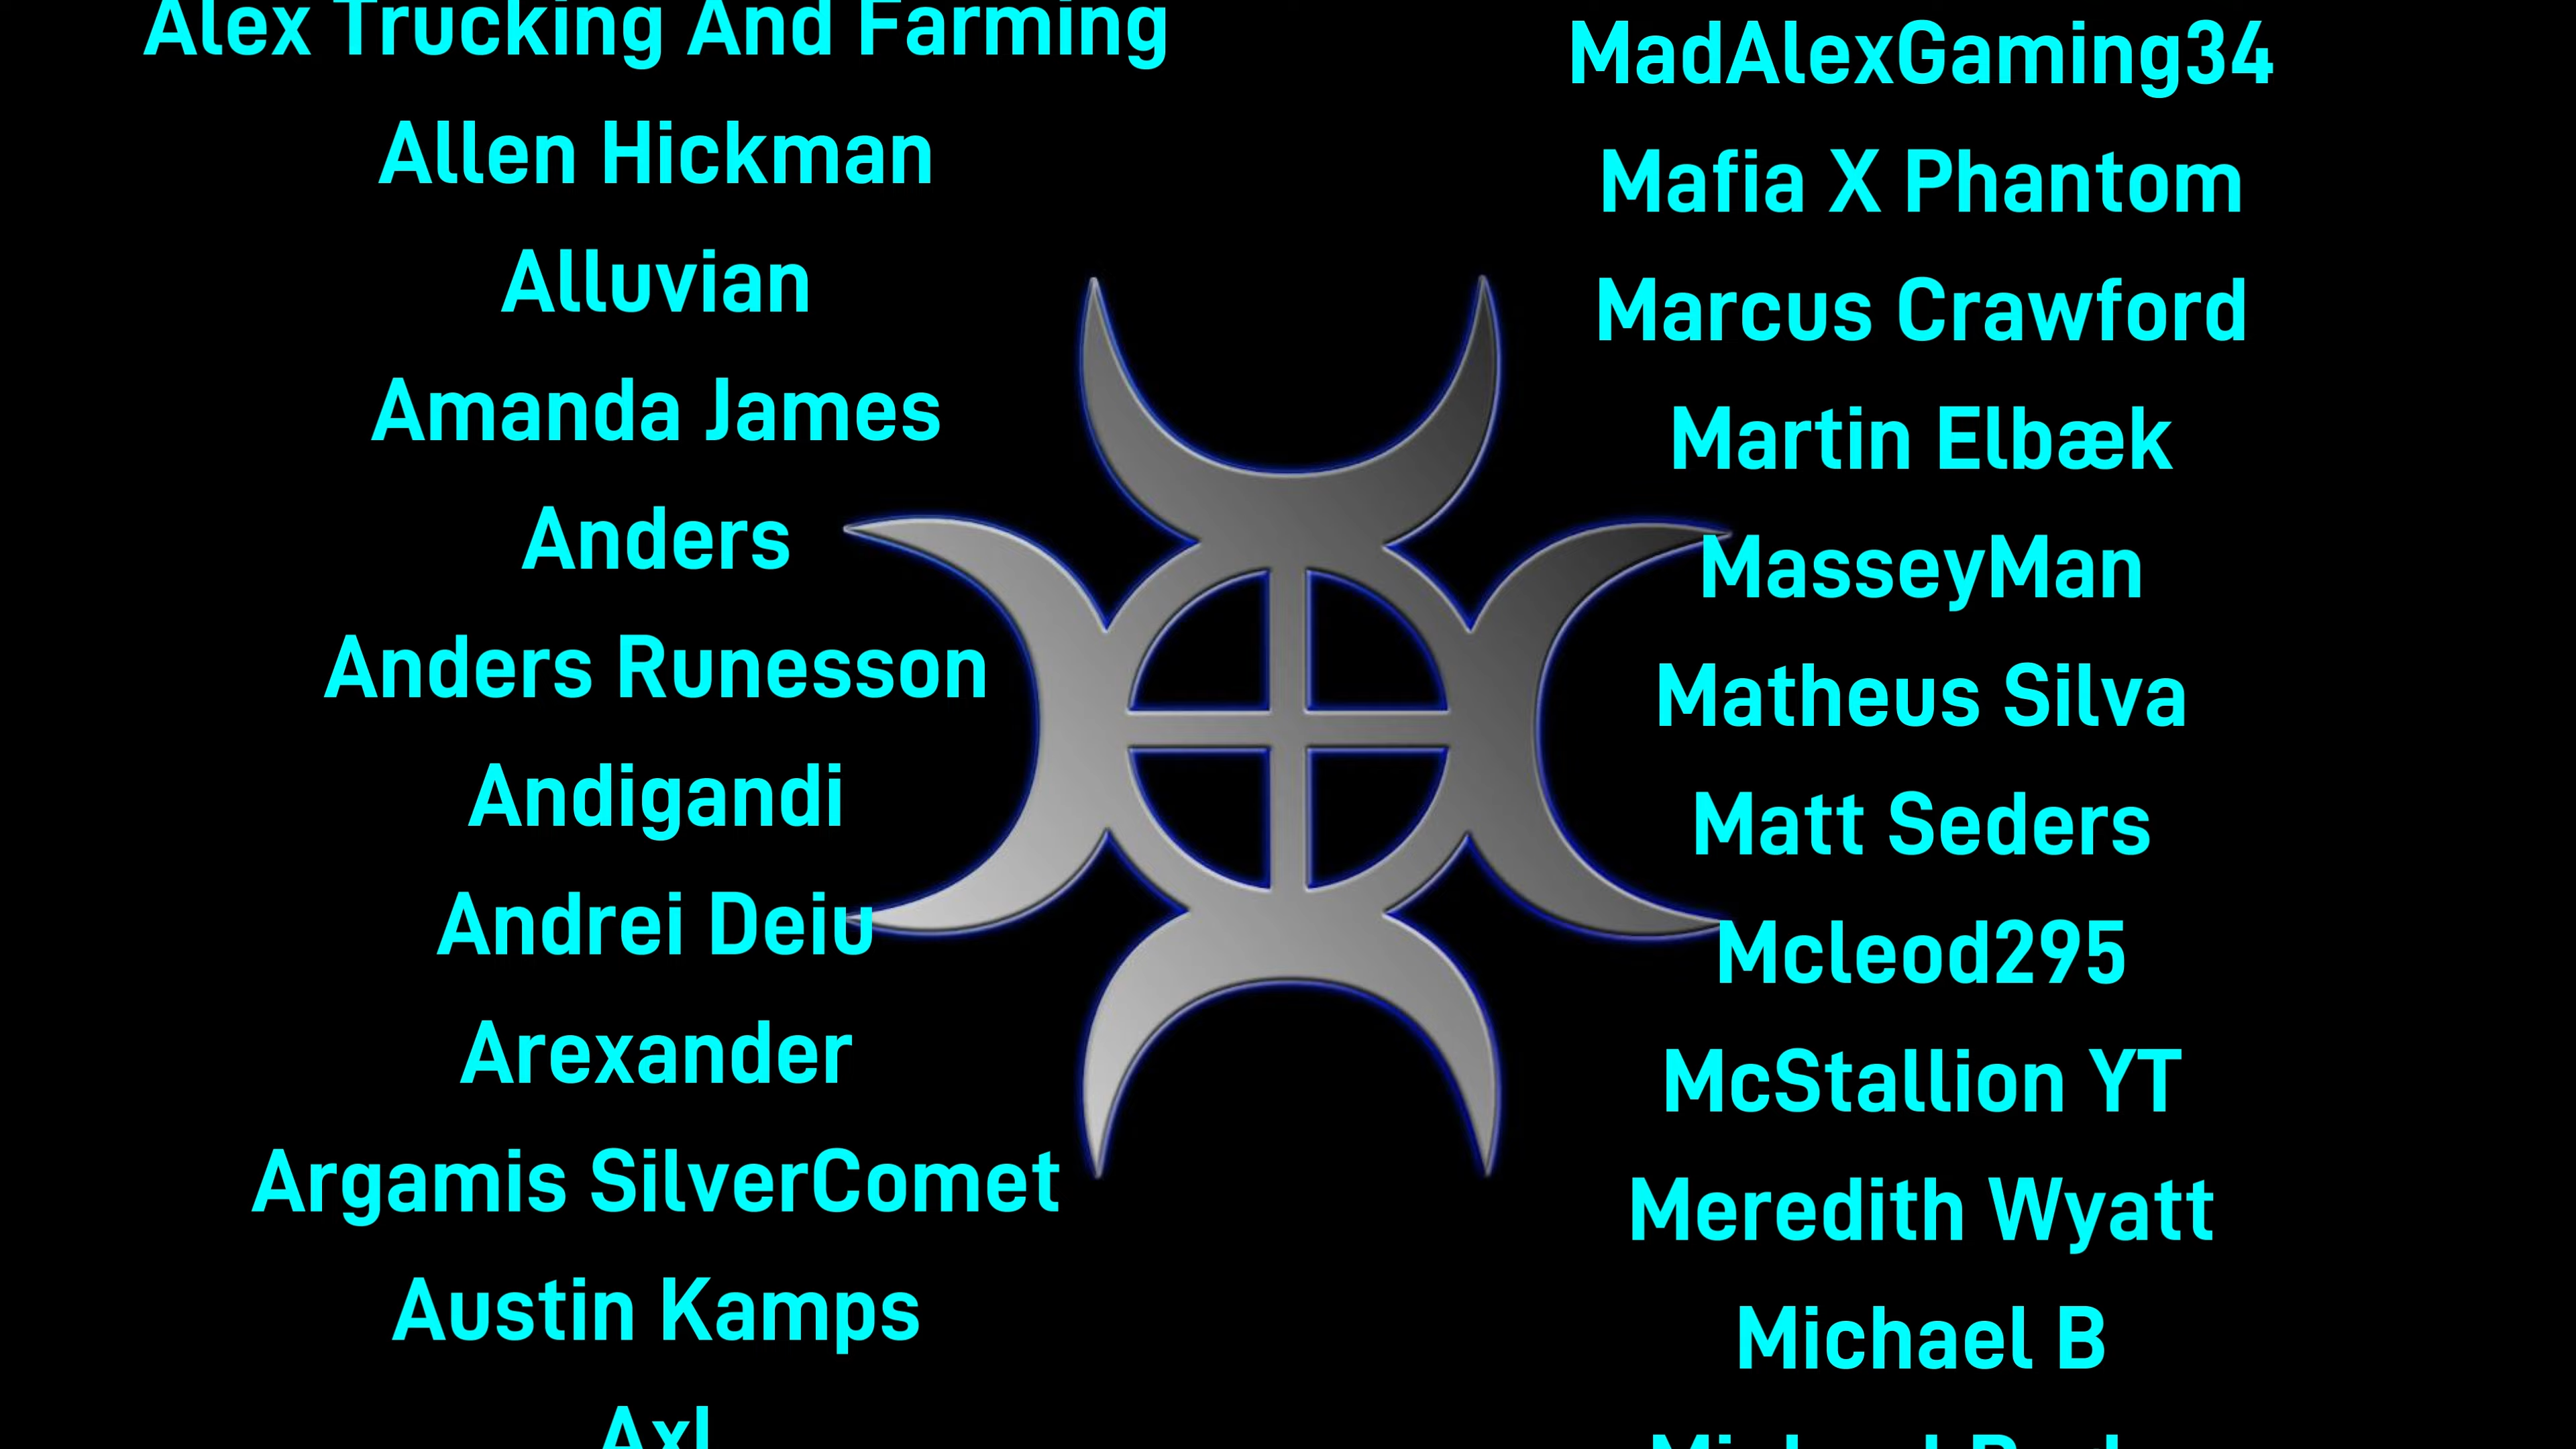 Alex Trucking And Farming
Allen Hickman
Alluvian
Amanda James
Anders
Anders Runesson
Andigandi
Andrei Deiu
Arexander
Argamis SilverComet
Austin Kamps
Axl
MadAlexGaming34
Mafia X Phantom
Marcus Crawford
Martin Elbæk
MasseyMan
Matheus Silva
Matt Seders
Mcleod295
McStallion YT
Meredith Wyatt
Michael B
Michael